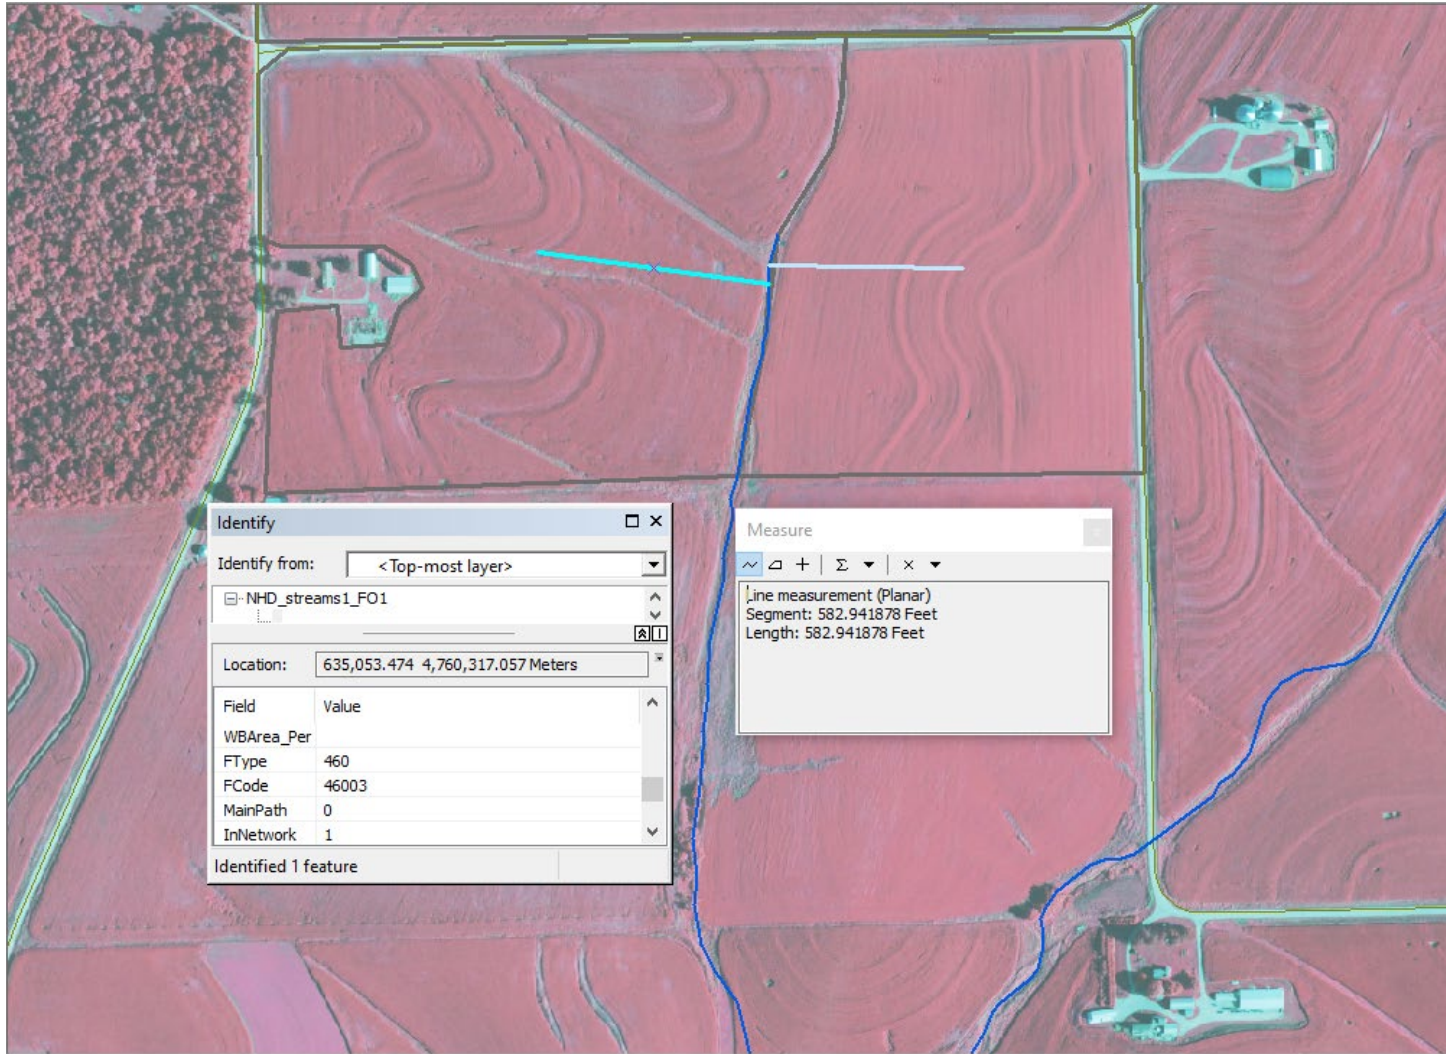 Identify
Identify from: <Top-most layer>
NHD_streams1_FO1
Location: 635,053.474 4,760,317.057 Meters
Field Value
WBArea_Per
FType 460
FCode 46003
MainPath 0
InNetwork 1
Identified 1 feature
Measure
Line measurement (Planar)
Segment: 582.941878 Feet
Length: 582.941878 Feet